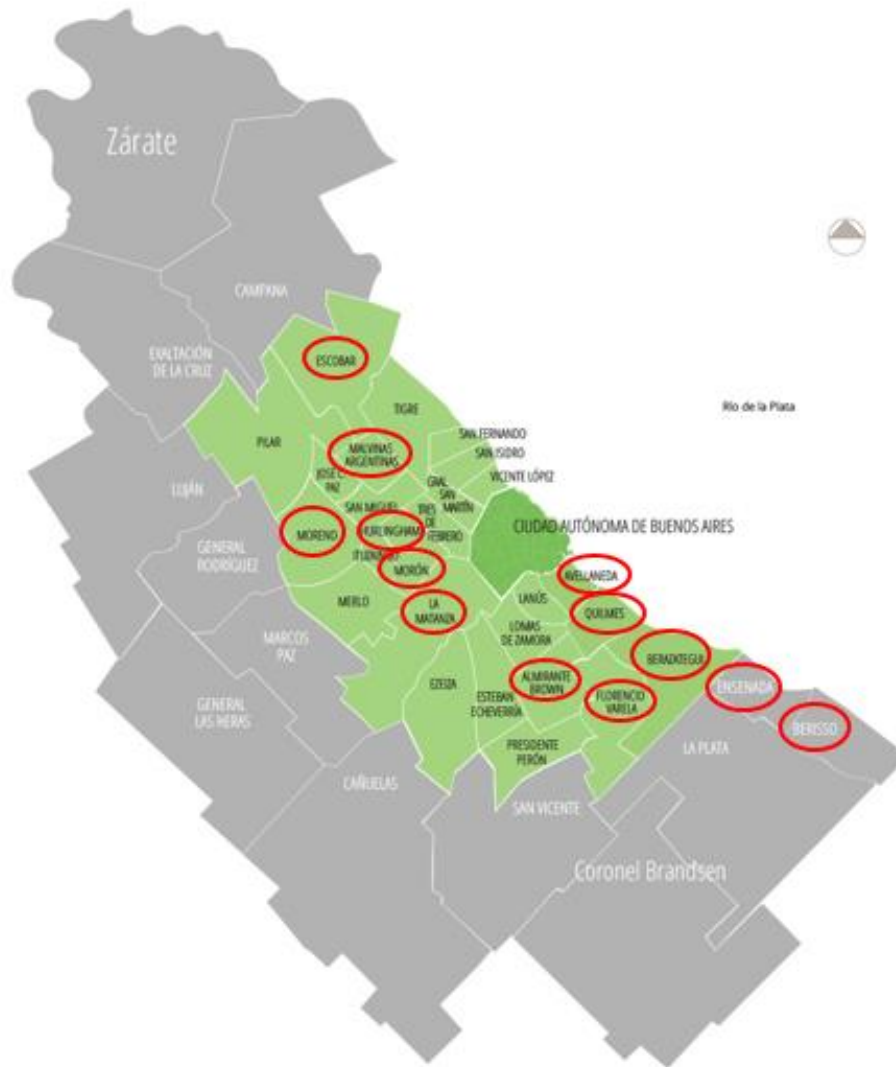 Zárate
CAMPANA
EXALTACIÓN
DE LA CRUZ
ESCOBAR
TIGRE
Río de la Plata
PILAR
MALVINAS
ARGENTINAS
SAN FERNANDO
SAN ISIDRO
VICENTE LÓPEZ
JOSÉ C.
PAZ
GRAL.
SAN
MARTÍN
LUJÁN
SAN MIGUEL
TRES
DE
FEBRERO
HURLINGHAM
CIUDAD AUTÓNOMA DE BUENOS AIRES
MORENO
GENERAL
RODRÍGUEZ
ITUZAINGÓ
MORÓN
AVELLANEDA
MERLO
LA
MATANZA
LANÚS
QUILMES
LOMAS
DE ZAMORA
MARCOS
PAZ
BERAZATEGUI
EZEIZA
ALMIRANTE
BROWN
ENSENADA
GENERAL
LAS HERAS
ESTEBAN
ECHEVERRÍA
FLORENCIO
VARELA
BERISSO
PRESIDENTE
PERÓN
LA PLATA
CAÑUELAS
SAN VICENTE
Coronel Brandsen